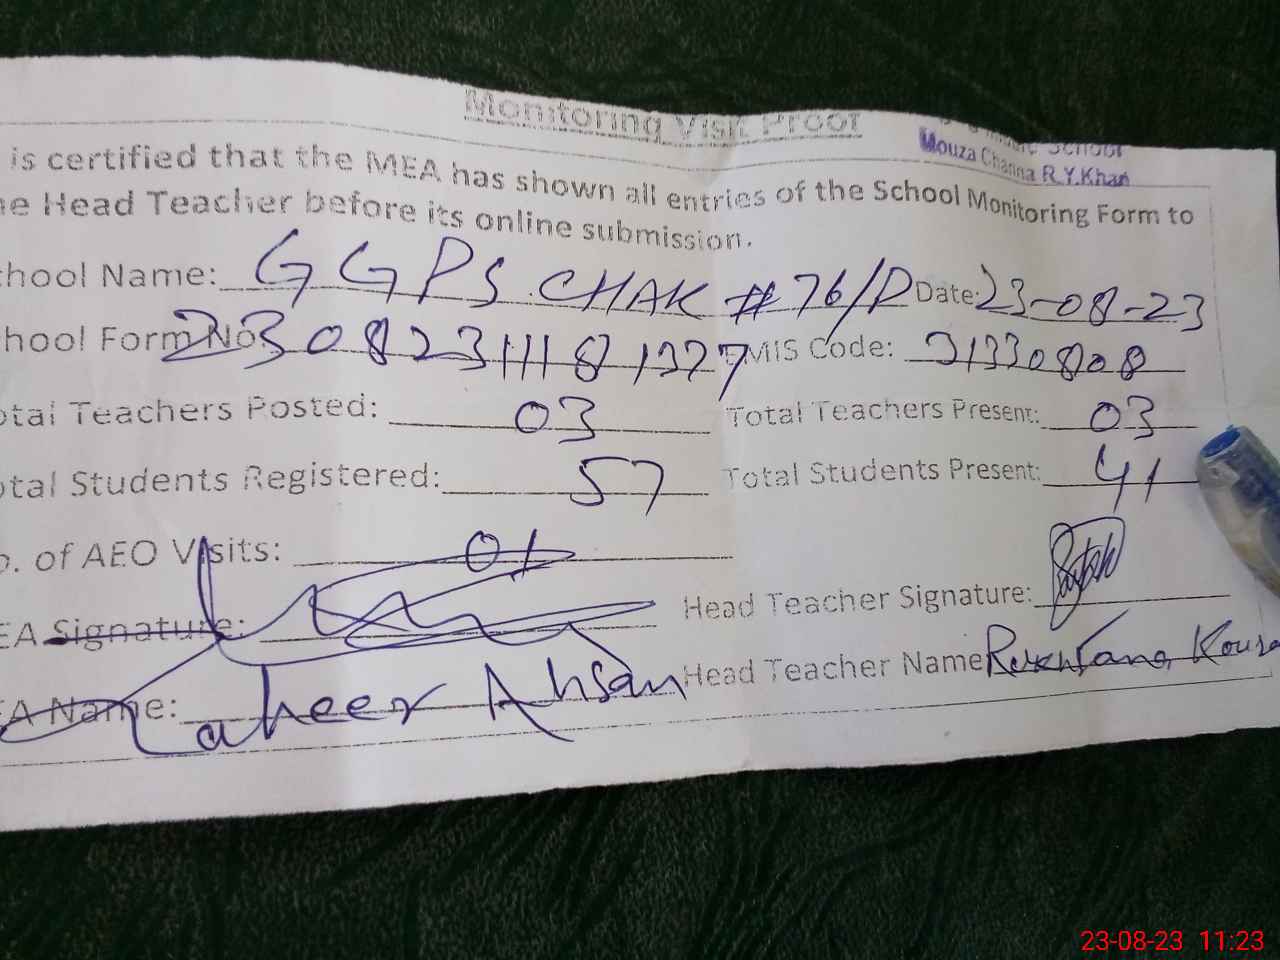 Monitoring Visit Proof
School
Mouza Channa R.Y.Khan
is certified that the MEA has shown all entries of the School Monitoring Form to
he Head Teacher before its online submission.
chool Name: GGPS CHAK #76/P Date: 23-08-23
chool Form No 230823111181327 EMIS Code: 31330808
otal Teachers Posted: 03 Total Teachers Present: 03
otal Students Registered: 57 Total Students Present: 41
o. of AEO Visits: 01
EA Signature: Head Teacher Signature:
EA Name: Zaheer Ahsan Head Teacher Name Rukhsana Kousa
23-08-23 11:23